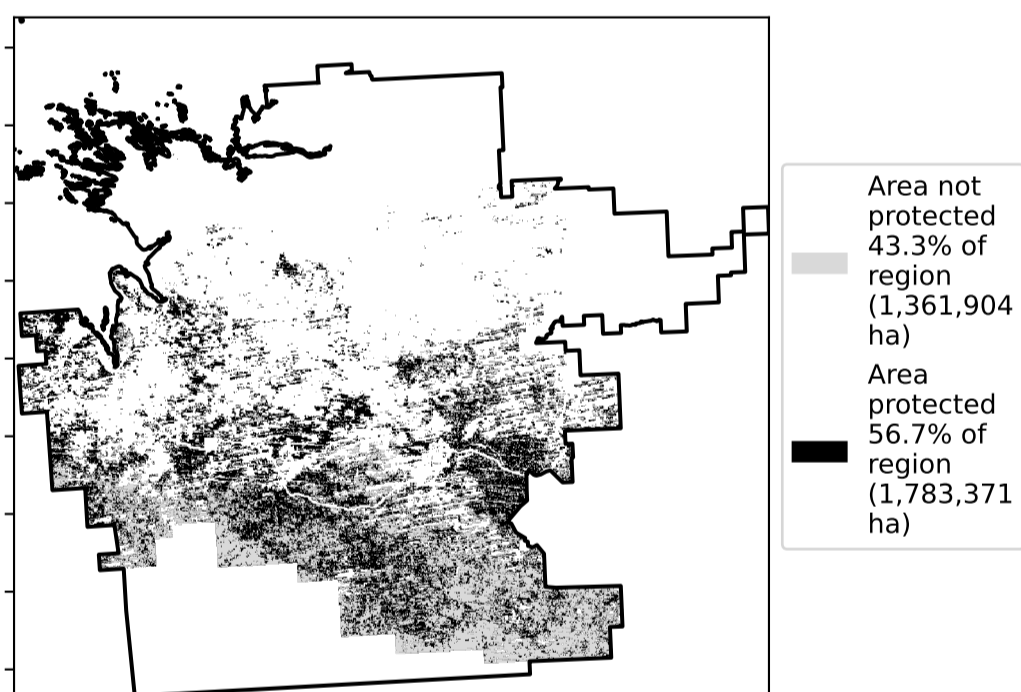 Area not
protected
43.3% of
region
(1,361,904
ha)
Area
protected
56.7% of
region
(1,783,371
ha)